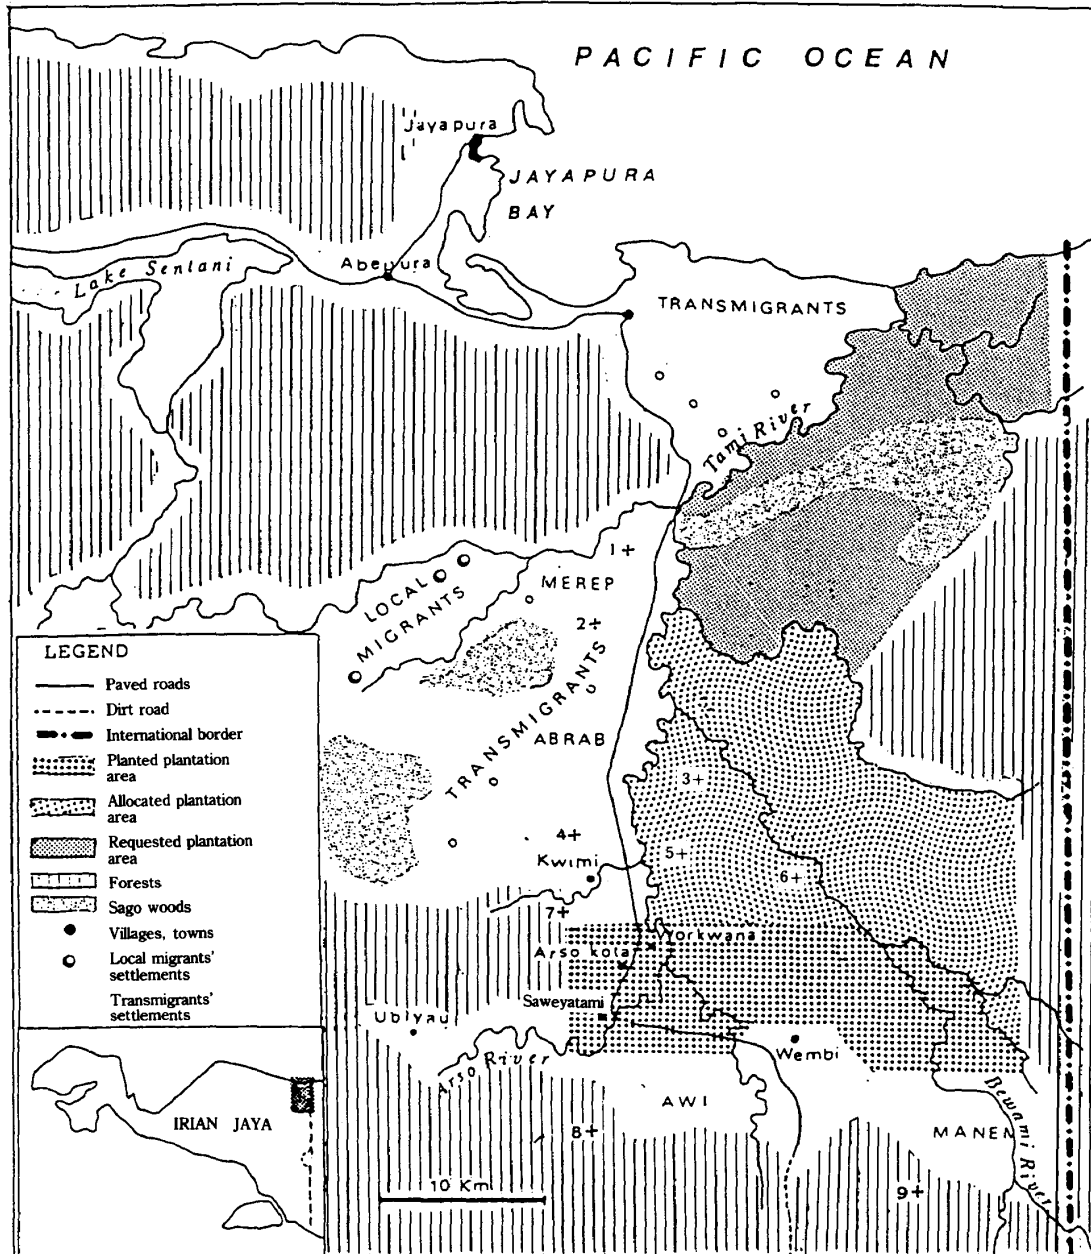 PACIFIC OCEAN
Jayapura
JAYAPURA
BAY
Lake Sentani
Abepura
TRANSMIGRANTS
Tami River
1+
MEREP
LOCAL
MIGRANTS
2+
TRANSMIGRANTS
ABRAB
3+
4+
Kwimi
5+
6+
7+
Workwana
Arso kota
Saweyatami
Ubiyau
Arso River
Wembi
AWI
MANEM
Bewami River
8+
9+
10 Km
LEGEND
Paved roads
Dirt road
International border
Planted plantation
area
Allocated plantation
area
Requested plantation
area
Forests
Sago woods
Villages, towns
Local migrants'
settlements
Transmigrants'
settlements
IRIAN JAYA